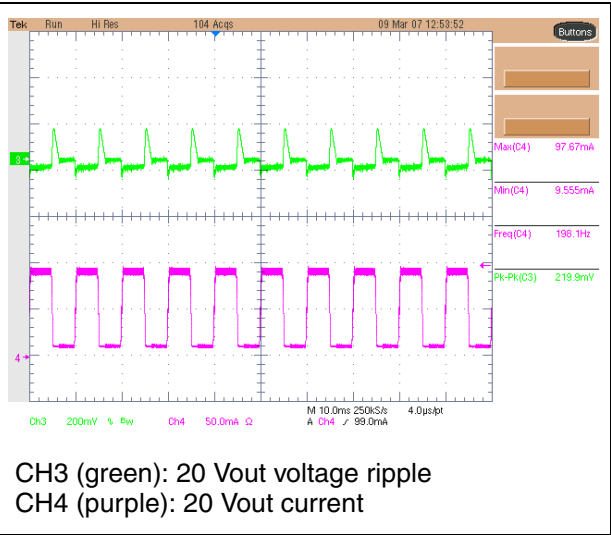 Tek Run Hi Res 104 Acqs 09 Mar 07 12:53:52
Buttons
3
Max(C4) 97.67mA
Min(C4) 9.555mA
Freq(C4) 198.1Hz
Pk-Pk(C3) 219.9mV
4
Ch3 200mV % Bw Ch4 50.0mA Ω
M 10.0ms 250kS/s 4.0µs/pt
A Ch4 ∫ 99.0mA
CH3 (green): 20 Vout voltage ripple
CH4 (purple): 20 Vout current